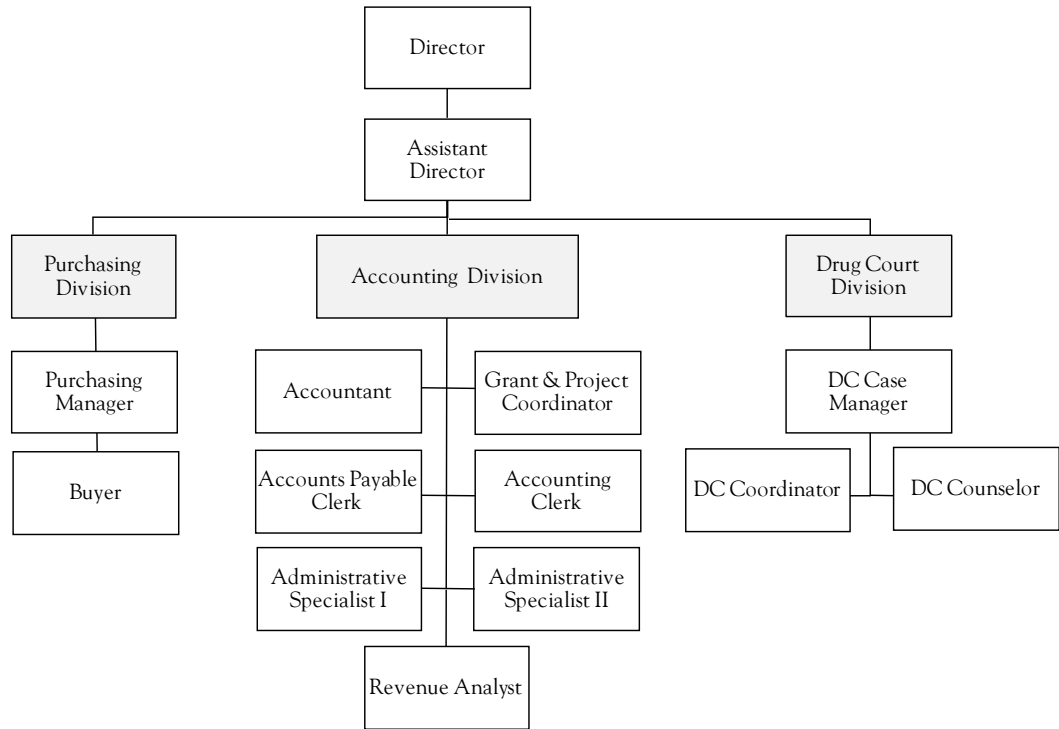 Director
Assistant
Director
Purchasing
Division
Accounting Division
Drug Court
Division
Purchasing
Manager
Accountant
Grant & Project
Coordinator
DC Case
Manager
Buyer
Accounts Payable
Clerk
Accounting
Clerk
DC Coordinator
DC Counselor
Administrative
Specialist I
Administrative
Specialist II
Revenue Analyst